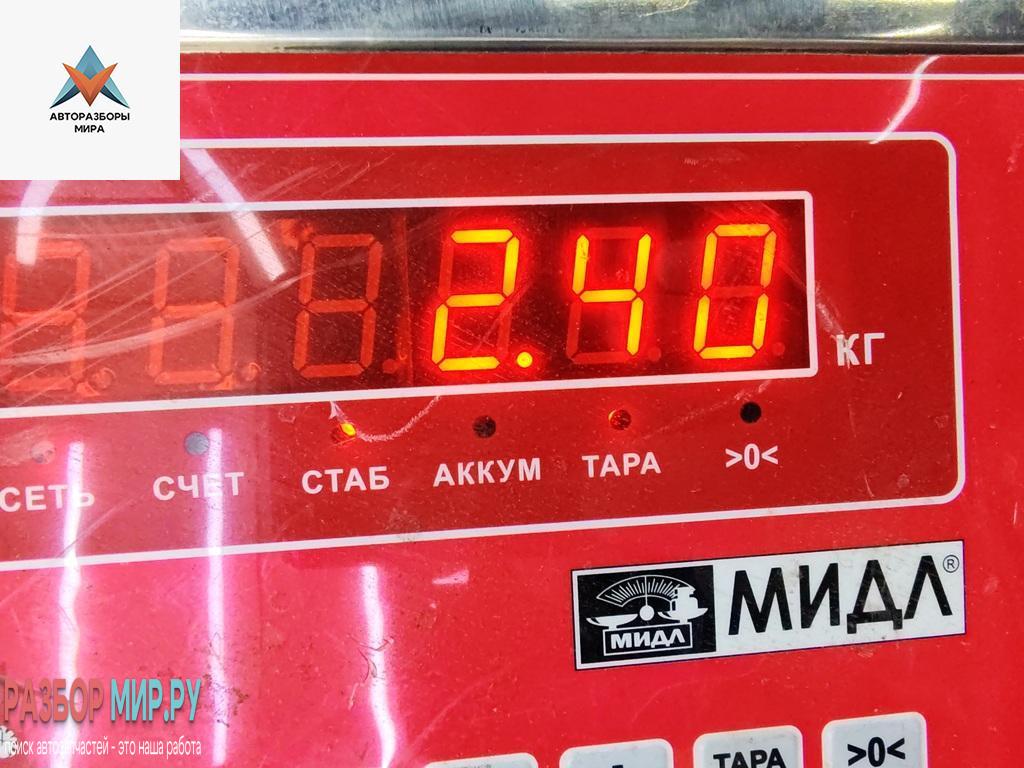 АВТОРАЗБОРЫ
МИРА
2.40
КГ
СЕТЬ СЧЕТ СТАБ АККУМ ТАРА >0<
МИДЛ МИДЛ®
РАЗБОР МИР.РУ
поиск автозапчастей - это наша работа
ТАРА >0<